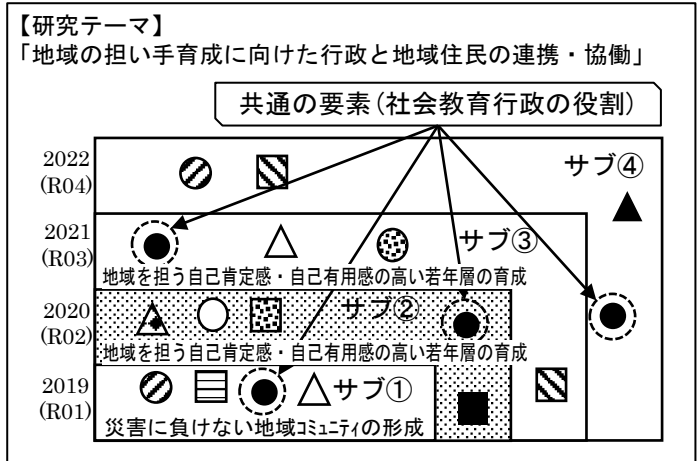 【研究テーマ】
「地域の担い手育成に向けた行政と地域住民の連携・協働」
共通の要素(社会教育行政の役割)
2022
(R04)
サブ④
2021
(R03)
サブ③
地域を担う自己肯定感・自己有用感の高い若年層の育成
2020
(R02)
サブ②
地域を担う自己肯定感・自己有用感の高い若年層の育成
2019
(R01)
サブ①
災害に負けない地域コミュニティの形成